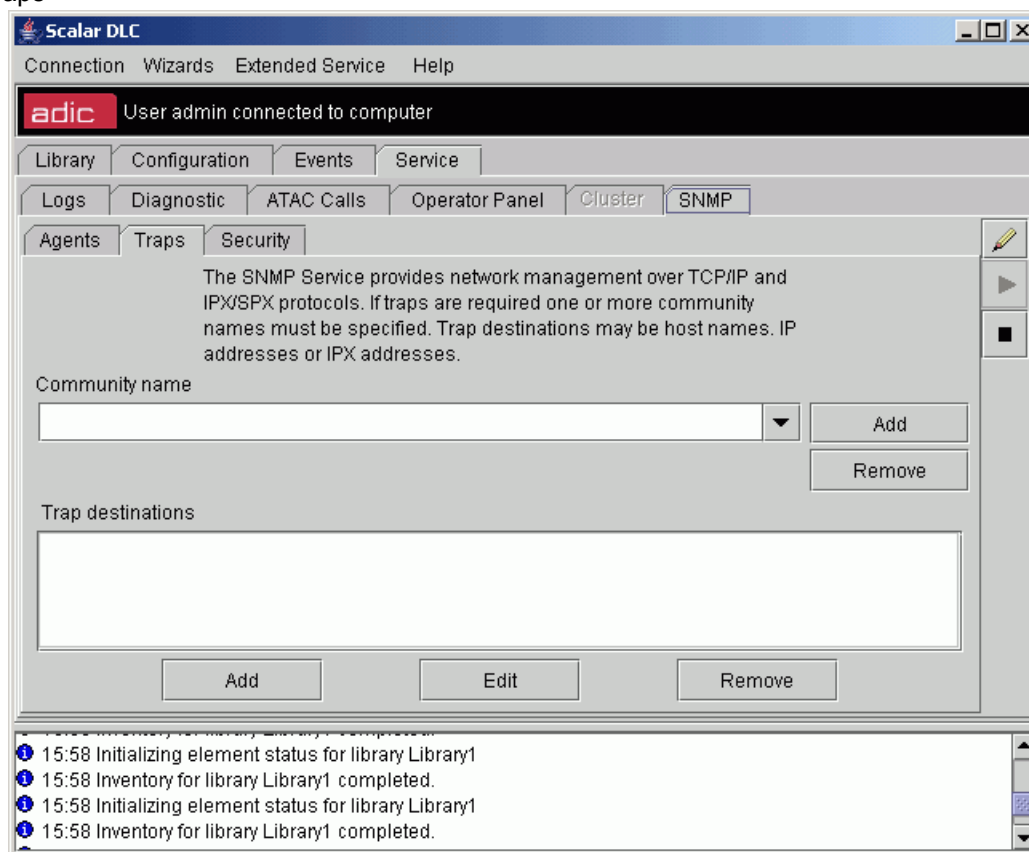 Scalar DLC
Connection Wizards Extended Service Help
adic User admin connected to computer
Library Configuration Events Service
Logs Diagnostic ATAC Calls Operator Panel Cluster SNMP
Agents Traps Security
The SNMP Service provides network management over TCP/IP and
IPX/SPX protocols. If traps are required one or more community
names must be specified. Trap destinations may be host names. IP
addresses or IPX addresses.
Community name
Add
Remove
Trap destinations
Add Edit Remove
15:58 Initializing element status for library Library1
15:58 Inventory for library Library1 completed.
15:58 Initializing element status for library Library1
15:58 Inventory for library Library1 completed.